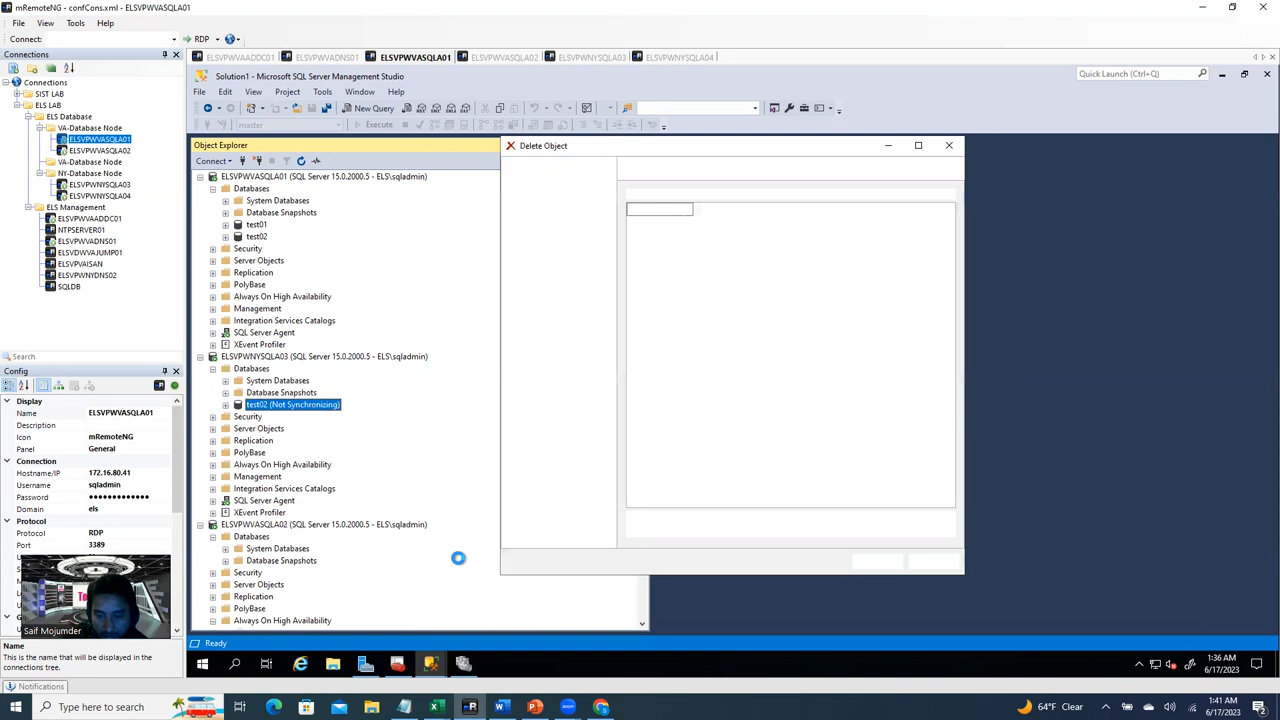 mRemoteNG - confCons.xml - ELSVPWVASQLA01
File View Tools Help
Connect: RDP
Connections
Connections
SIST LAB
ELS LAB
ELS Database
VA-Database Node
ELSVPWVASQLA01
ELSVPWVASQLA02
VA-Database Node
NY-Database Node
ELSVPWNYSQLA03
ELSVPWNYSQLA04
ELS Management
ELSVPWVAADDC01
NTPSERVER01
ELSVPWVADNS01
ELSVDWVAJUMP01
ELSVPVAISAN
ELSVPWNYDNS02
SQLDB
Search
Config
Display
Name ELSVPWVASQLA01
Description
Icon mRemoteNG
Panel General
Connection
Hostname/IP 172.16.80.41
Username sqladmin
Password ●●●●●●●●●●●●●
Domain els
Protocol
Protocol RDP
Port 3389
Saif Mojumder
Name
This is the name that will be displayed in the
connections tree.
Notifications
ELSVPWVAADDC01 ELSVPWVADNS01 ELSVPWVASQLA01 ELSVPWVASQLA02 ELSVPWNYSQLA03 ELSVPWNYSQLA04
Solution1 - Microsoft SQL Server Management Studio
Quick Launch (Ctrl+Q)
File Edit View Project Tools Window Help
New Query
master Execute
Object Explorer
Connect
ELSVPWVASQLA01 (SQL Server 15.0.2000.5 - ELS\sqladmin)
Databases
System Databases
Database Snapshots
test01
test02
Security
Server Objects
Replication
PolyBase
Always On High Availability
Management
Integration Services Catalogs
SQL Server Agent
XEvent Profiler
ELSVPWNYSQLA03 (SQL Server 15.0.2000.5 - ELS\sqladmin)
Databases
System Databases
Database Snapshots
test02 (Not Synchronizing)
Security
Server Objects
Replication
PolyBase
Always On High Availability
Management
Integration Services Catalogs
SQL Server Agent
XEvent Profiler
ELSVPWVASQLA02 (SQL Server 15.0.2000.5 - ELS\sqladmin)
Databases
System Databases
Database Snapshots
Security
Server Objects
Replication
PolyBase
Always On High Availability
Delete Object
Ready
1:36 AM
6/17/2023
Type here to search
64°F Clear
1:41 AM
6/17/2023